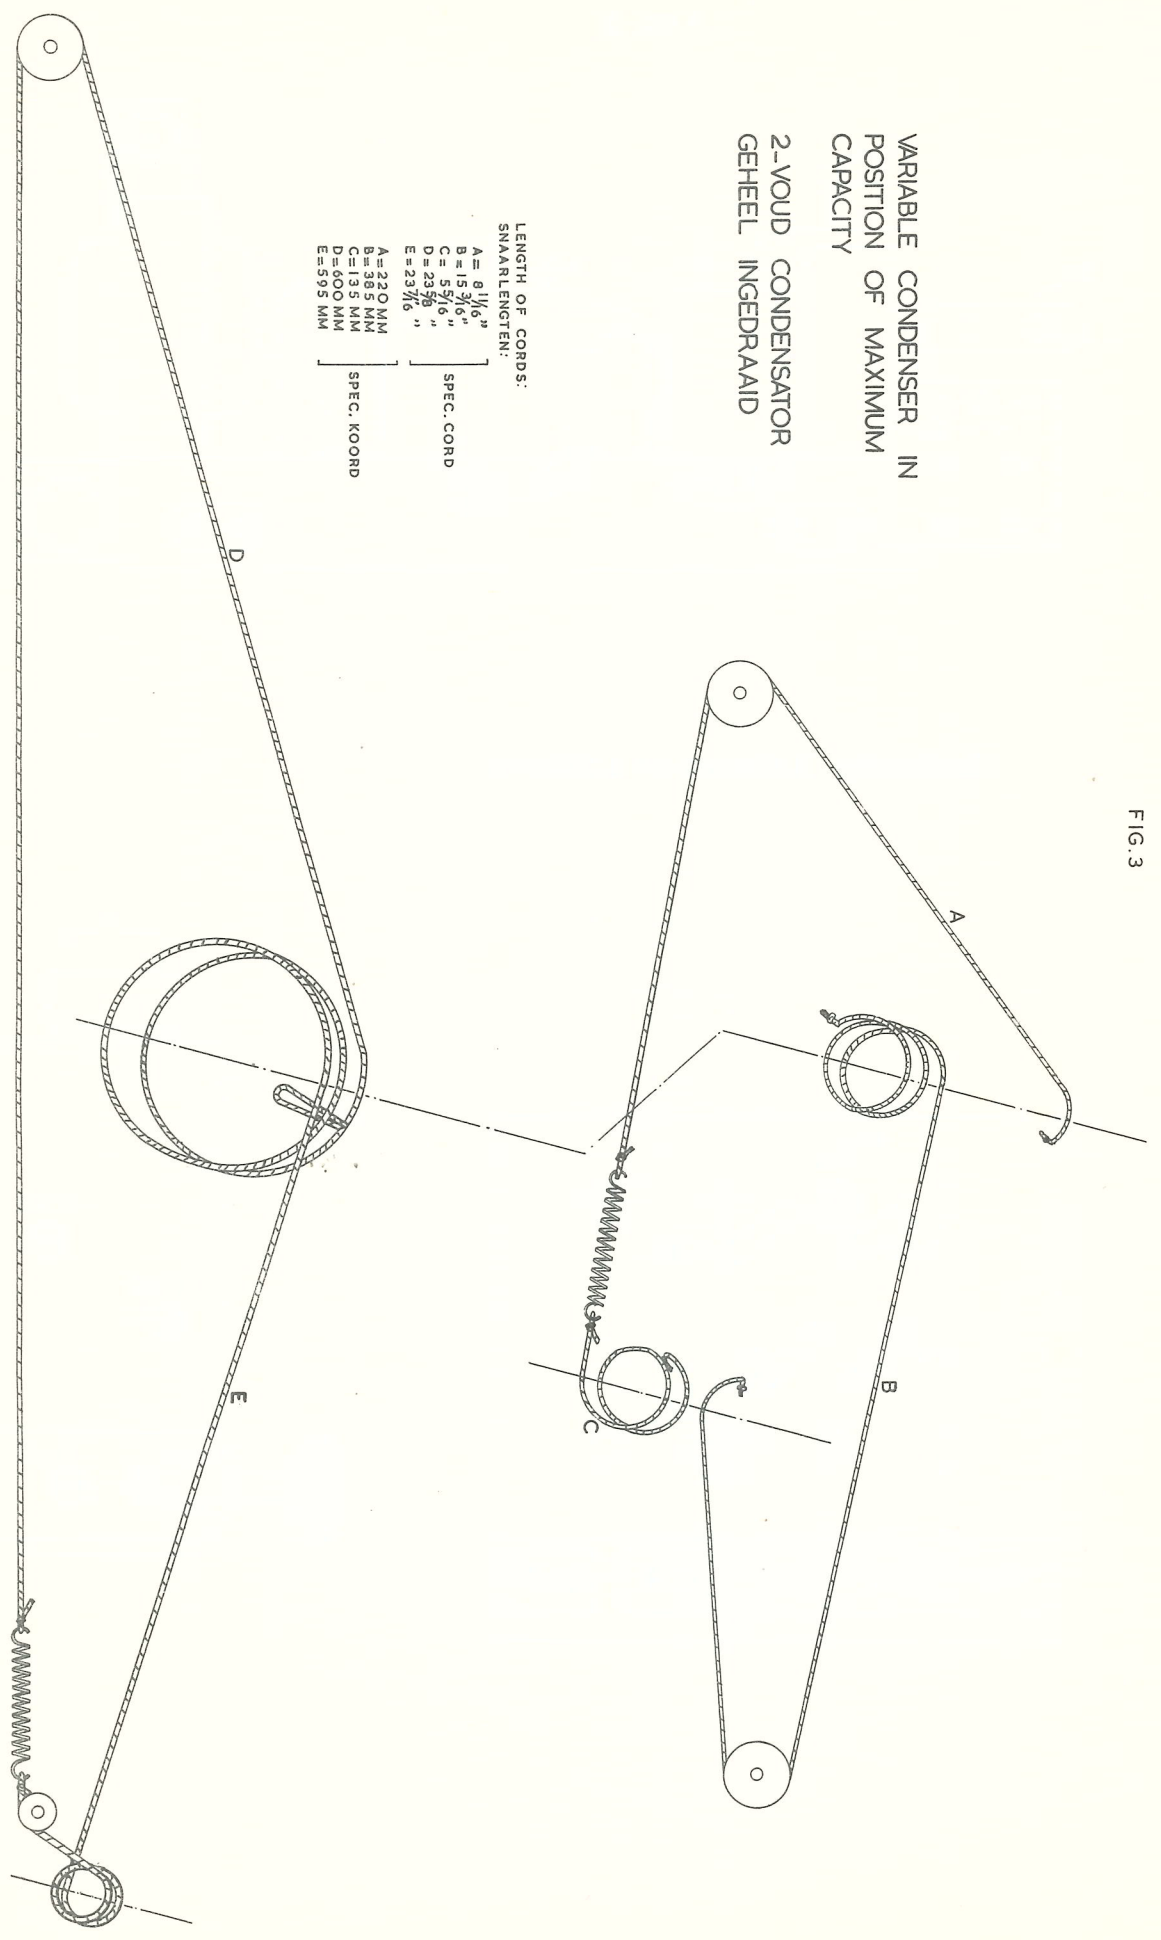 FIG.3
VARIABLE CONDENSER IN
POSITION OF MAXIMUM
CAPACITY
2-VOUD CONDENSATOR
GEHEEL INGEDRAAID
LENGTH OF CORDS:
SNAARLENGTEN:
A= 8 11/16"
B=15 3/16"
C= 5 5/16"
D=23 5/8 "
E=23 7/16 "
SPEC. CORD
A=220 MM
B=385 MM
C=135 MM
D=600 MM
E=595 MM
SPEC. KOORD
A
B
C
D
E